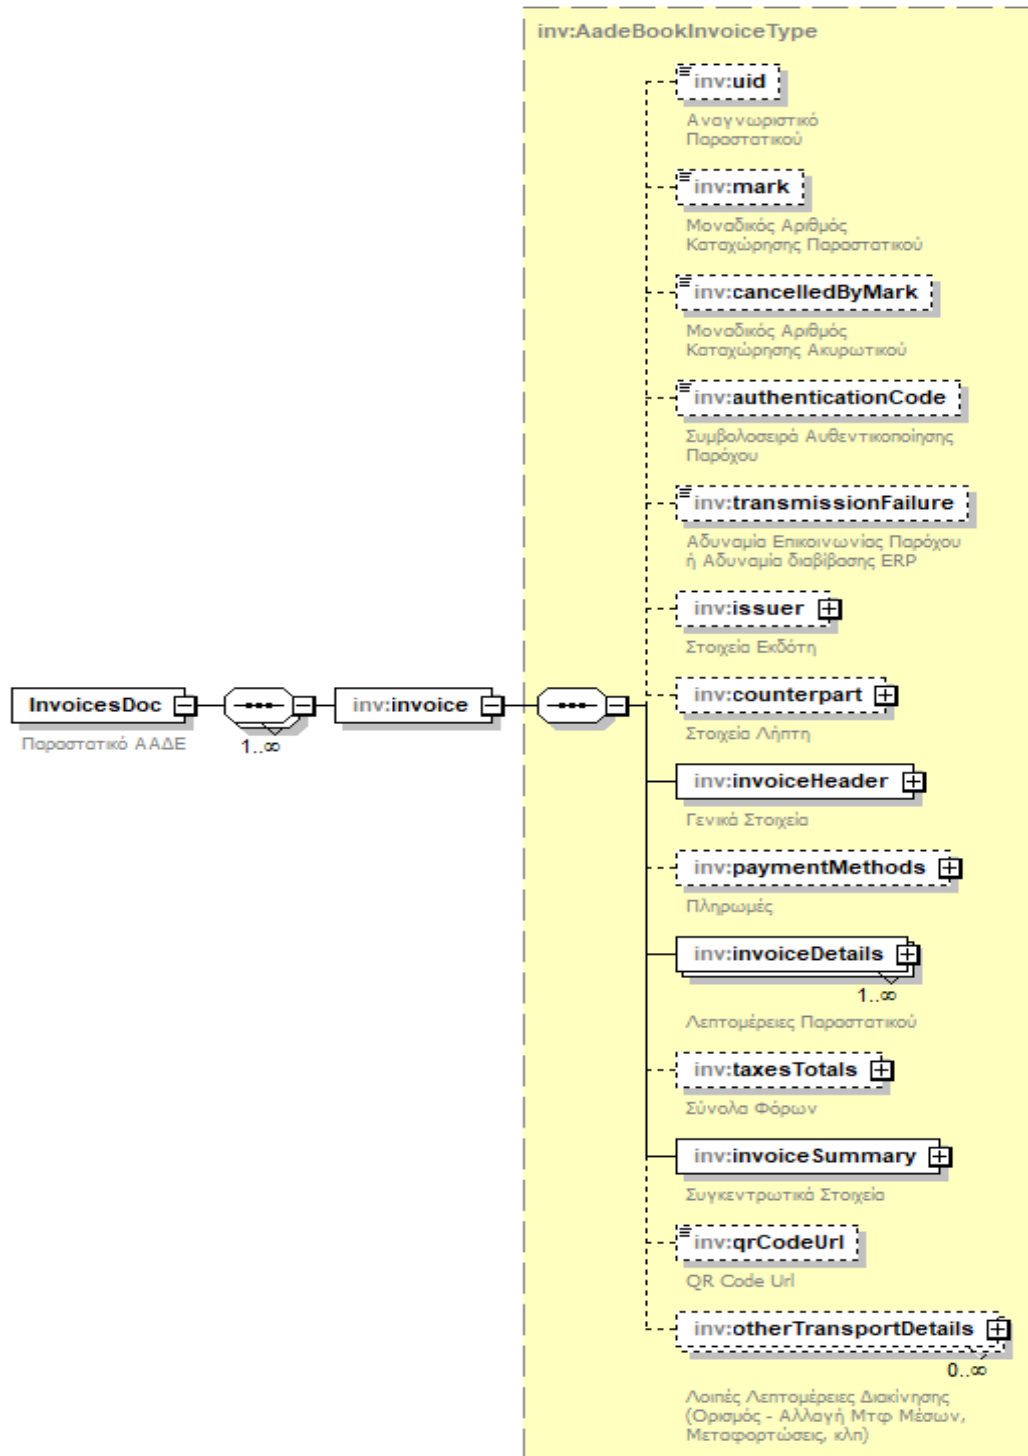 inv:AadeBookInvoiceType
inv:uid
Αναγνωριστικό
Παραστατικού
inv:mark
Μοναδικός Αριθμός
Καταχώρησης Παραστατικού
inv:cancelledByMark
Μοναδικός Αριθμός
Καταχώρησης Ακυρωτικού
inv:authenticationCode
Συμβολοσειρά Αυθεντικοποίησης
Παρόχου
inv:transmissionFailure
Αδυναμία Επικοινωνίας Παρόχου
ή Αδυναμία διαβίβασης ERP
inv:issuer
Στοιχεία Εκδότη
InvoicesDoc
Παραστατικό ΑΑΔΕ
1..∞
inv:invoice
inv:counterpart
Στοιχεία Λήπτη
inv:invoiceHeader
Γενικά Στοιχεία
inv:paymentMethods
Πληρωμές
inv:invoiceDetails
1..∞
Λεπτομέρειες Παραστατικού
inv:taxesTotals
Σύνολα Φόρων
inv:invoiceSummary
Συγκεντρωτικά Στοιχεία
inv:qrCodeUrl
QR Code Url
inv:otherTransportDetails
0..∞
Λοιπές Λεπτομέρειες Διακίνησης
(Ορισμός - Αλλαγή Μτφ Μέσων,
Μεταφορτώσεις, κλπ)